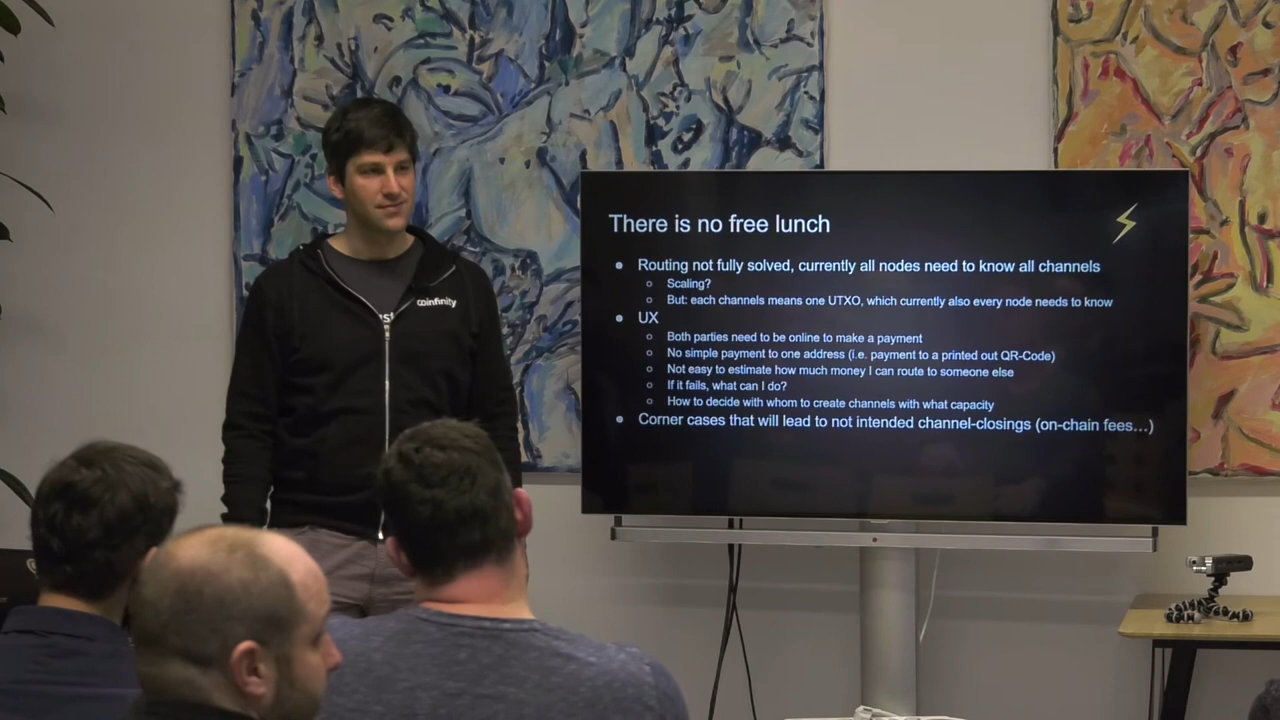 coinfinity
There is no free lunch
Routing not fully solved, currently all nodes need to know all channels
Scaling?
But: each channels means one UTXO, which currently also every node needs to know
UX
Both parties need to be online to make a payment
No simple payment to one address (i.e. payment to a printed out QR-Code)
Not easy to estimate how much money I can route to someone else
If it fails, what can I do?
How to decide with whom to create channels with what capacity
Corner cases that will lead to not intended channel-closings (on-chain fees…)